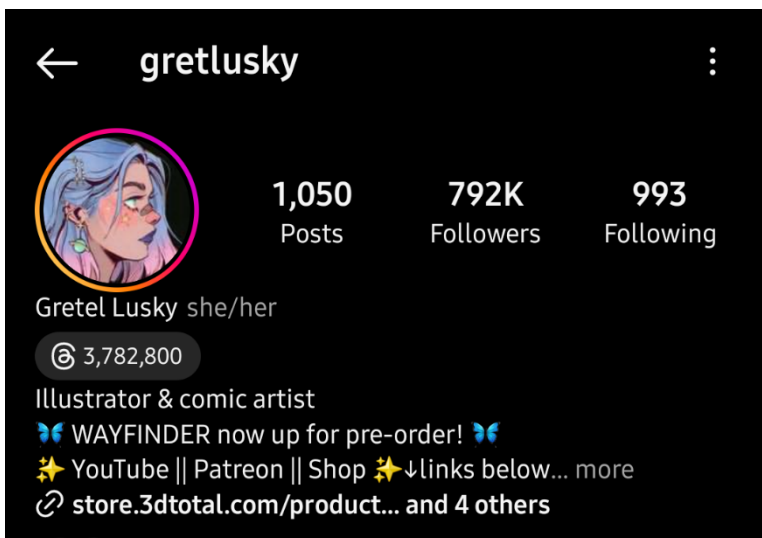 gretlusky
1,050 792K 993
Posts Followers Following
Gretel Lusky she/her
3,782,800
Illustrator & comic artist
🦋 WAYFINDER now up for pre-order! 🦋
✨ YouTube || Patreon || Shop ✨↓links below... more
store.3dtotal.com/product... and 4 others